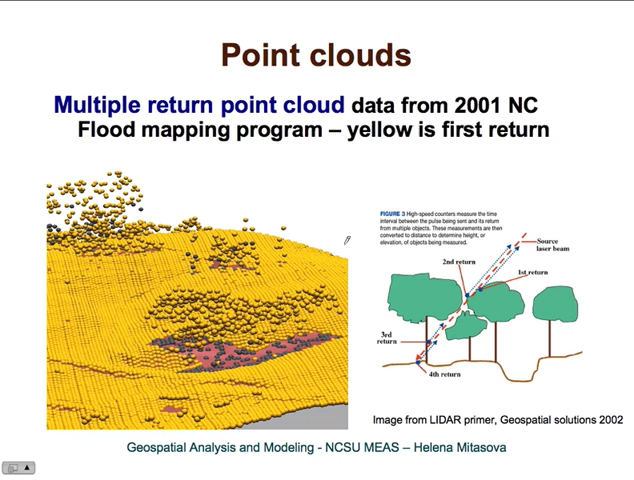 Point clouds
Multiple return point cloud data from 2001 NC
Flood mapping program – yellow is first return
FIGURE 3 High-speed counters measure the time
interval between the pulse being sent and its return
from multiple objects. These measurements are then
converted to distance to determine height, or
elevation, of objects being measured.
Source
laser beam
2nd return
1st return
3rd
return
4th return
Image from LIDAR primer, Geospatial solutions 2002
Geospatial Analysis and Modeling - NCSU MEAS – Helena Mitasova